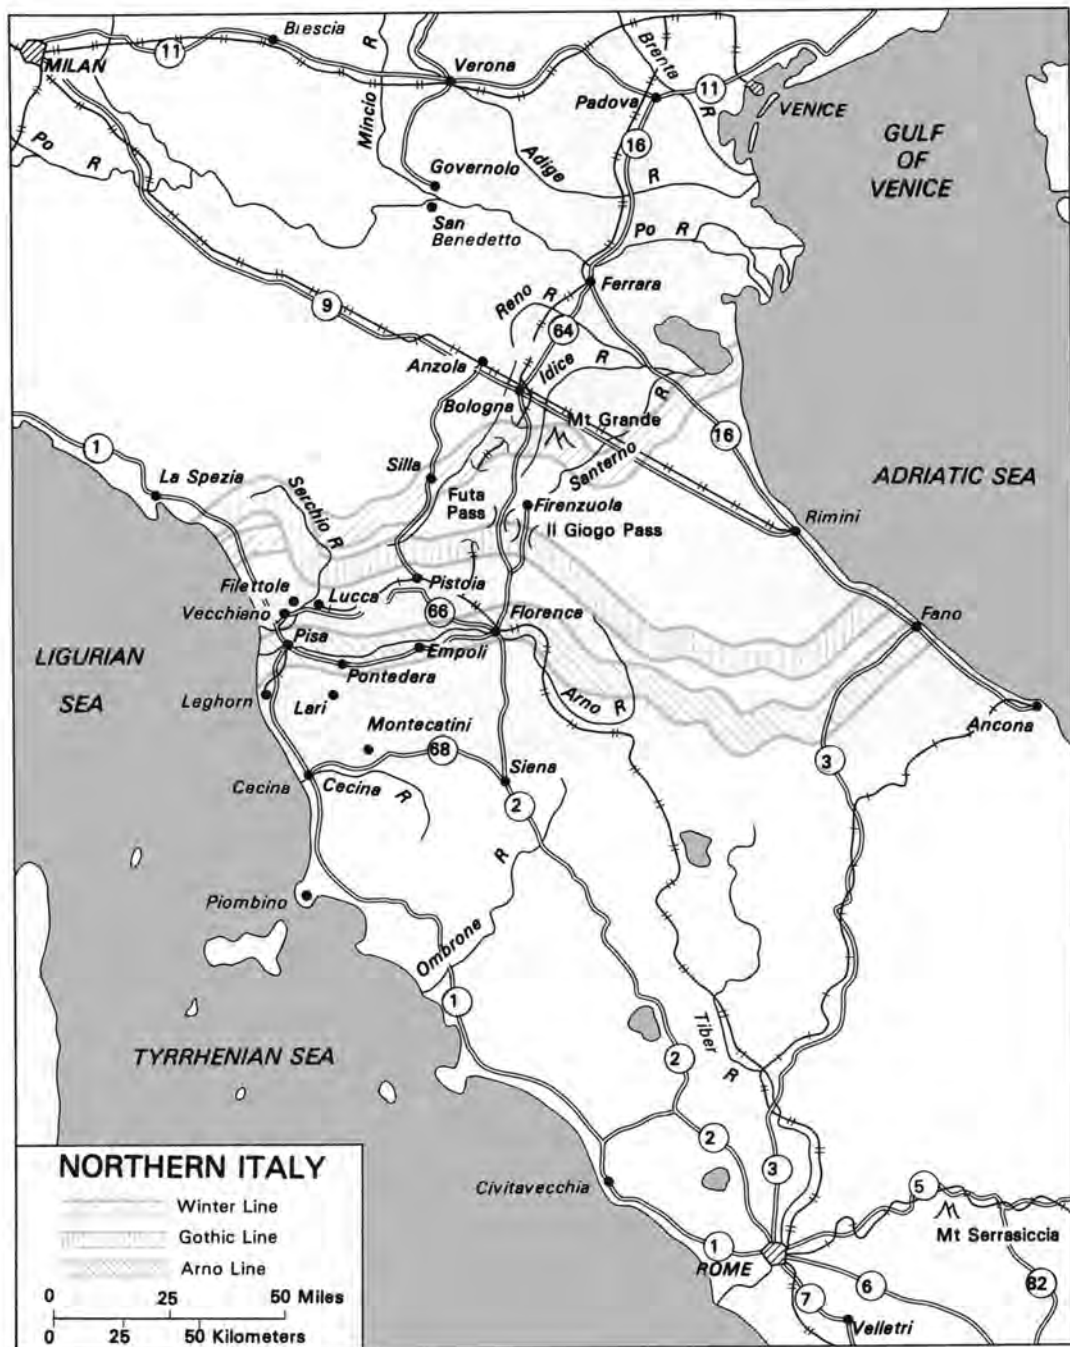 Brescia
11
MILAN
Verona
R
Mincio
Brenta
R
Padova
11
VENICE
GULF
OF
VENICE
Po
R
16
Adige
R
Governolo
San
Benedetto
Po R
Ferrara
Reno R
9
64
Anzola
Idice R
Bologna
R
Mt Grande
16
1
La Spezia
Silla
Santerno
ADRIATIC SEA
Serchio R
Futa
Pass
Firenzuola
Il Giogo Pass
Rimini
Filettole
Vecchiano
Lucca
Pistoia
66
Florence
Fano
Pisa
Empoli
LIGURIAN
SEA
Pontedera
Leghorn
Lari
Arno R
Ancona
Montecatini
68
3
Cecina
Cecina R
Siena
2
R
Piombino
Ombrone
1
Tiber
R
2
TYRRHENIAN SEA
2
3
Civitavecchia
5
Mt Serrasiccia
1
ROME
6
82
7
Velletri
NORTHERN ITALY
Winter Line
Gothic Line
Arno Line
0 25 50 Miles
0 25 50 Kilometers